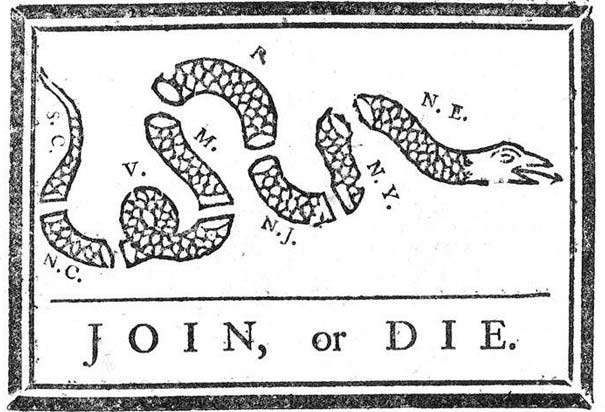 P.
N. E.
S. C.
M.
V.
N. Y.
N. J.
N. C.
JOIN, or DIE.